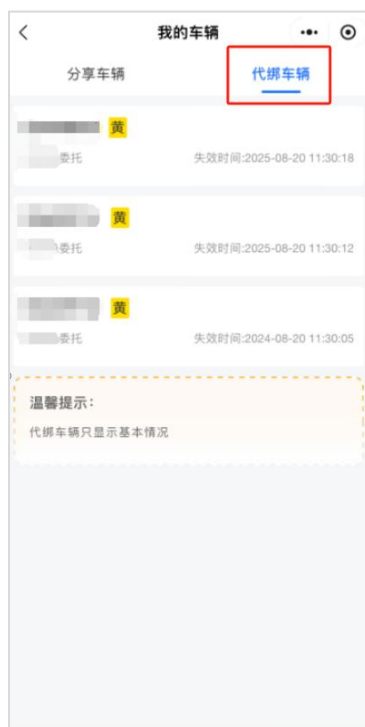 我的车辆
分享车辆 代绑车辆
黄
委托 失效时间:2025-08-20 11:30:18
黄
委托 失效时间:2025-08-20 11:30:12
黄
委托 失效时间:2024-08-20 11:30:05
温馨提示:
代绑车辆只显示基本情况